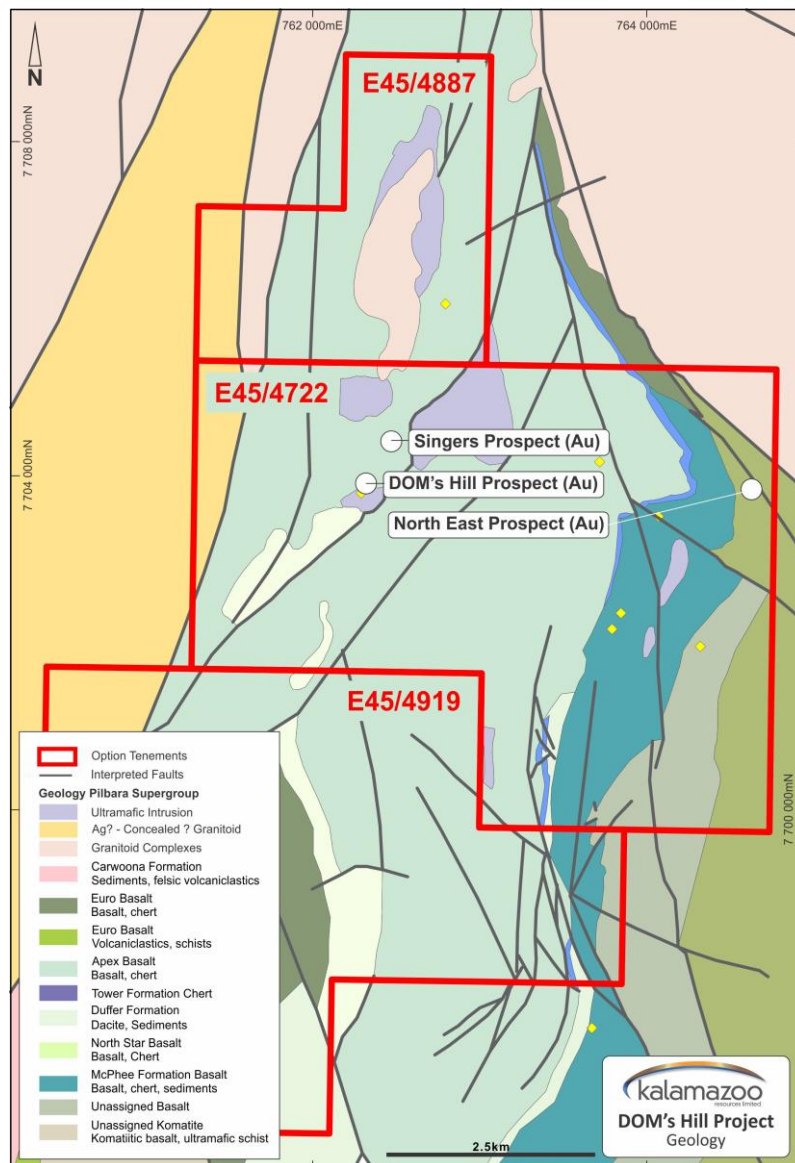 762 000mE
764 000mE
N
E45/4887
7 708 000mN
E45/4722
Singers Prospect (Au)
7 704 000mN
DOM's Hill Prospect (Au)
North East Prospect (Au)
E45/4919
7 700 000mN
Option Tenements
Interpreted Faults
Geology Pilbara Supergroup
Ultramafic Intrusion
Ag? - Concealed ? Granitoid
Granitoid Complexes
Carwoona Formation
Sediments, felsic volcaniclastics
Euro Basalt
Basalt, chert
Euro Basalt
Volcaniclastics, schists
Apex Basalt
Basalt, chert
Tower Formation Chert
Duffer Formation
Dacite, Sediments
North Star Basalt
Basalt, Chert
McPhee Formation Basalt
Basalt, chert, sediments
Unassigned Basalt
Unassigned Komatite
Komatiitic basalt, ultramafic schist
2.5km
kalamazoo
resources limited
DOM's Hill Project
Geology